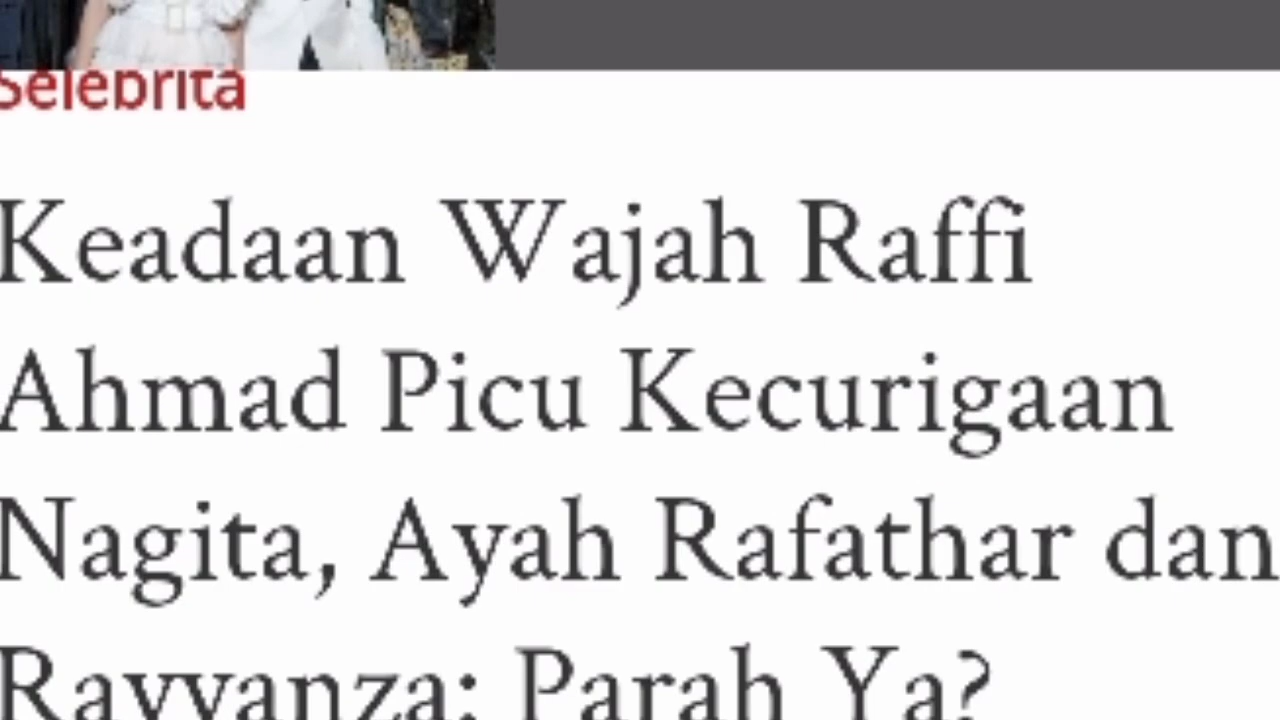 Selebrita
Keadaan Wajah Raffi
Ahmad Picu Kecurigaan
Nagita, Ayah Rafathar dan
Rayyanza: Parah Ya?